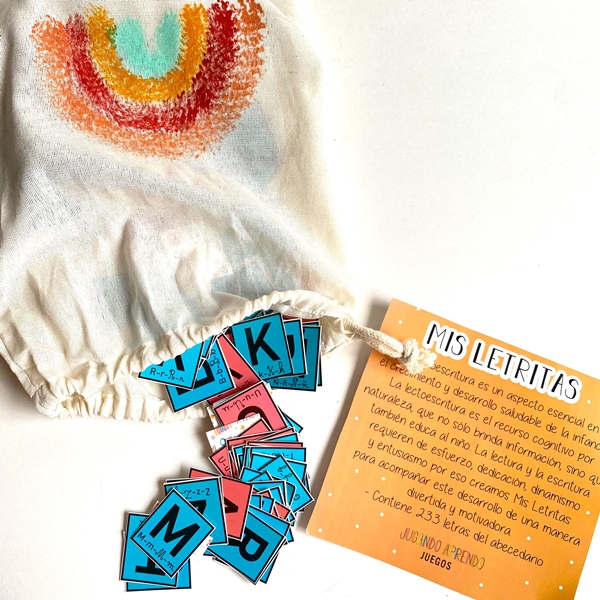 MIS LETRITAS
escritura es un aspecto esencial en
el crecimiento y desarrollo saludable de la infancia
La lectoescritura es el recurso cognitivo por
naturaleza, que no sólo brinda información, sino que
también educa al niño. La lectura y la escritura
requieren de esfuerzo, dedicación, dinamismo
y entusiasmo por eso creamos Mis Letritas
para acompañar este desarrollo de una manera
divertida y motivadora
- Contiene 233 letras del abecedario
JUGANDO APRENDO
JUEGOS
R-r-R-r
K
K-k-K-k
N-n-N-n
M
M-m-M-m
R